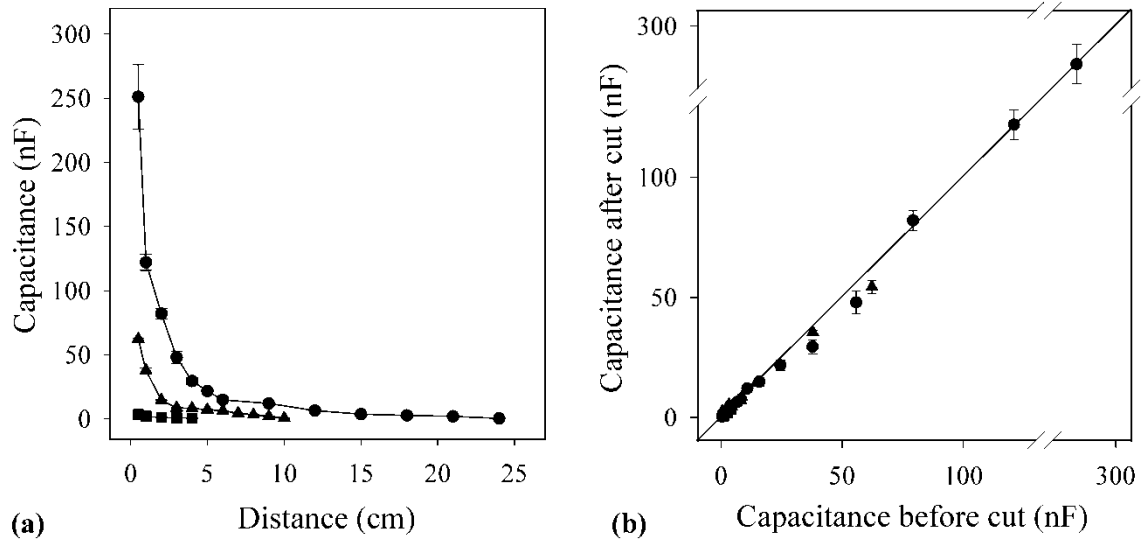 300
250
200
150
100
50
0
Capacitance (nF)
0 5 10 15 20 25
Distance (cm)
(a)
300
100
50
0
Capacitance after cut (nF)
0 50 100 300
Capacitance before cut (nF)
(b)